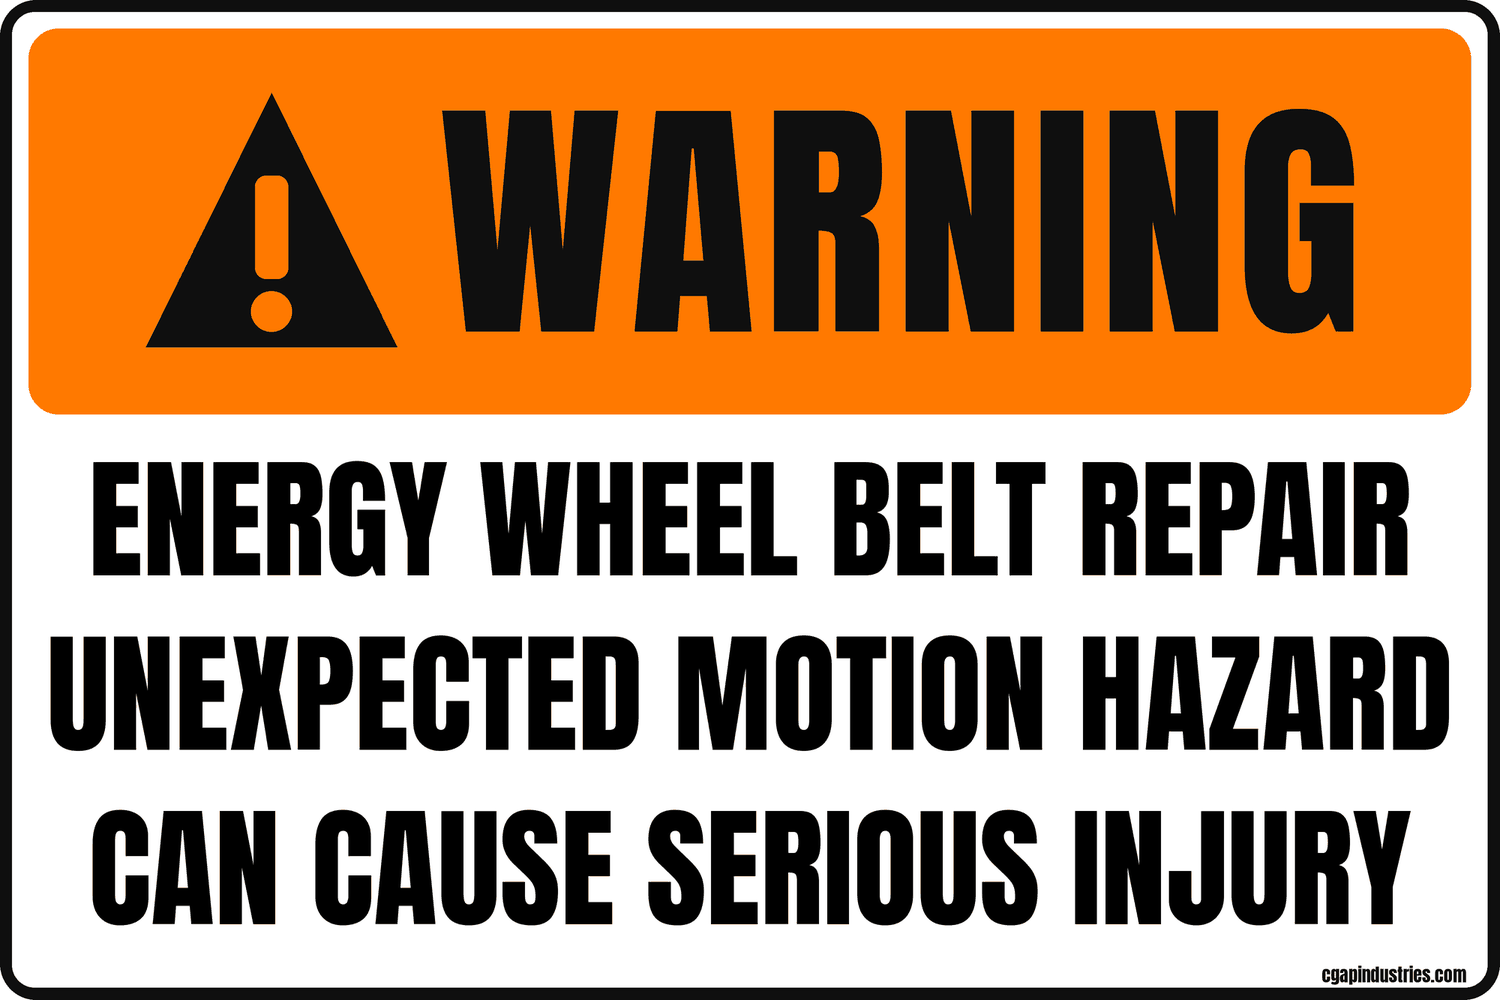 WARNING
ENERGY WHEEL BELT REPAIR
UNEXPECTED MOTION HAZARD
CAN CAUSE SERIOUS INJURY
cgapindustries.com